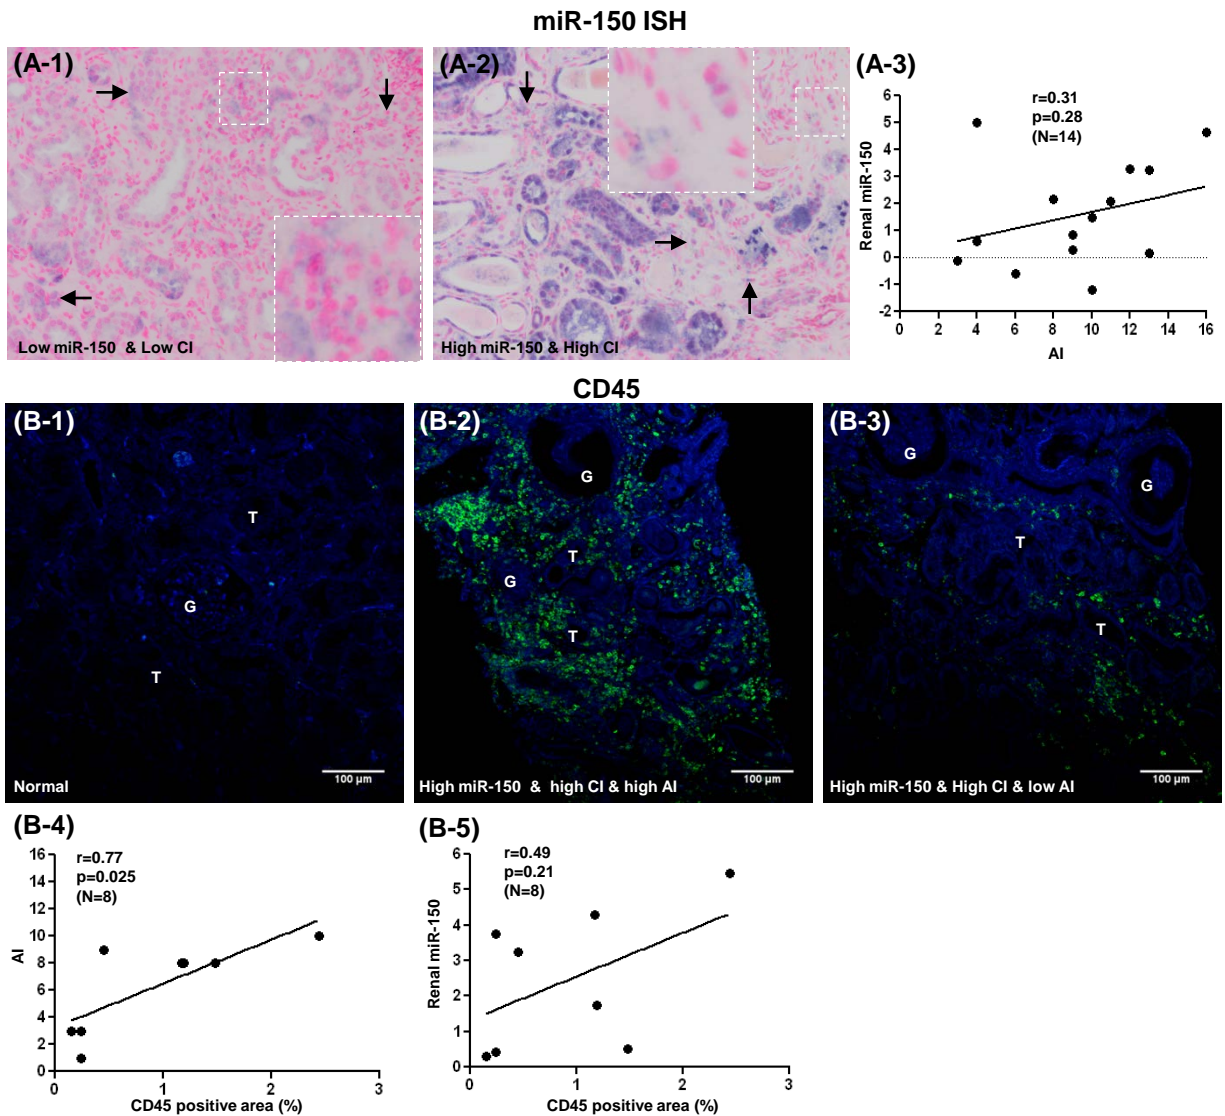 miR-150 ISH
(A-1)
Low miR-150 & Low CI
(A-2)
High miR-150 & High CI
(A-3)
r=0.31
p=0.28
(N=14)
Renal miR-150
6
5
4
3
2
1
0
-1
-2
0 2 4 6 8 10 12 14 16
AI
CD45
(B-1)
T
G
T
100 µm
Normal
(B-2)
G
T
G
T
100 µm
High miR-150 & high CI & high AI
(B-3)
G
G
T
T
100 µm
High miR-150 & High CI & low AI
(B-4)
r=0.77
p=0.025
(N=8)
AI
16
14
12
10
8
6
4
2
0
0 1 2 3
CD45 positive area (%)
(B-5)
r=0.49
p=0.21
(N=8)
Renal miR-150
6
5
4
3
2
1
0
0 1 2 3
CD45 positive area (%)